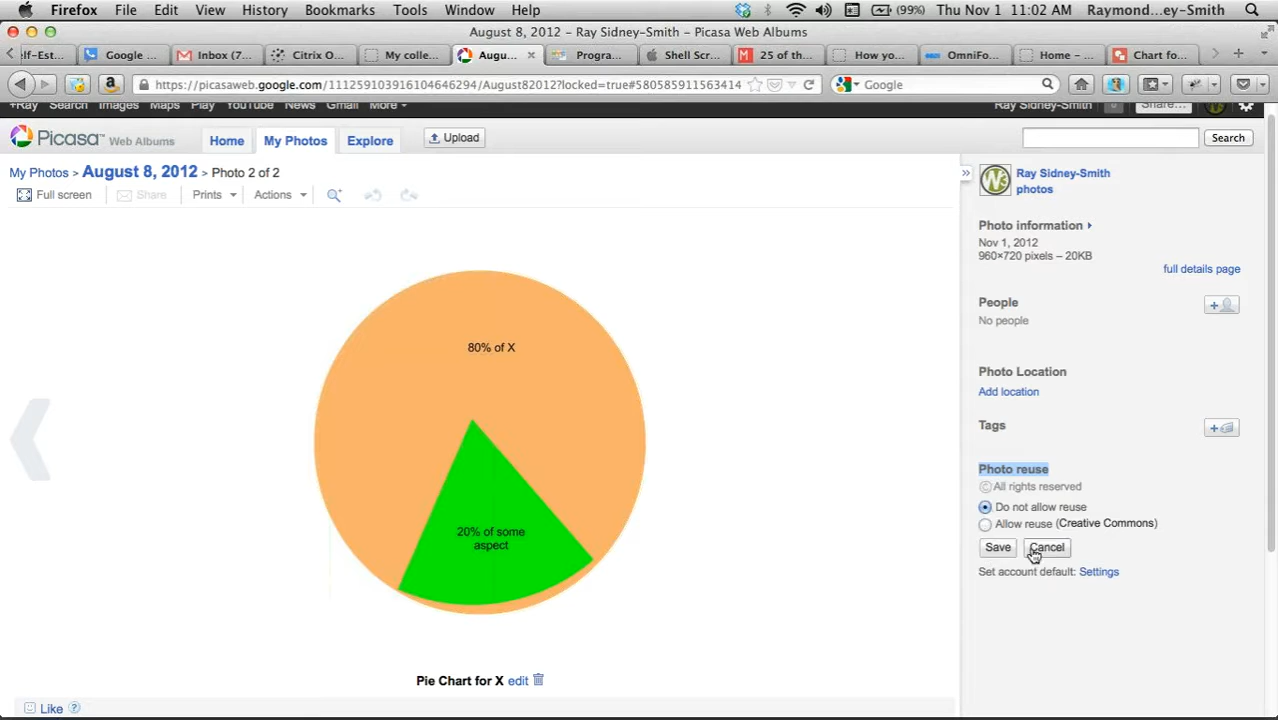 Firefox File Edit View History Bookmarks Tools Window Help (99%) Thu Nov 1 11:02 AM Raymond...ey-Smith
August 8, 2012 - Ray Sidney-Smith - Picasa Web Albums
lf-Est... Google ... Inbox (7... Citrix O... My colle... Augu... Progra... Shell Scr... 25 of th... How yo... OmniFo... Home - ... Chart fo...
https://picasaweb.google.com/111259103916104646294/August82012?locked=true#580585911563414 Google
+Ray Search Images Maps Play YouTube News Gmail More Ray Sidney-Smith 0 Share...
Picasa™ Web Albums Home My Photos Explore Upload Search
My Photos > August 8, 2012 > Photo 2 of 2
Full screen Share Prints Actions
Ray Sidney-Smith
photos
Photo information
Nov 1, 2012
960×720 pixels – 20KB
full details page
People
No people
Photo Location
Add location
Tags
Photo reuse
© All rights reserved
Do not allow reuse
Allow reuse (Creative Commons)
Save Cancel
Set account default: Settings
80% of X
20% of some
aspect
Pie Chart for X edit
Like ?